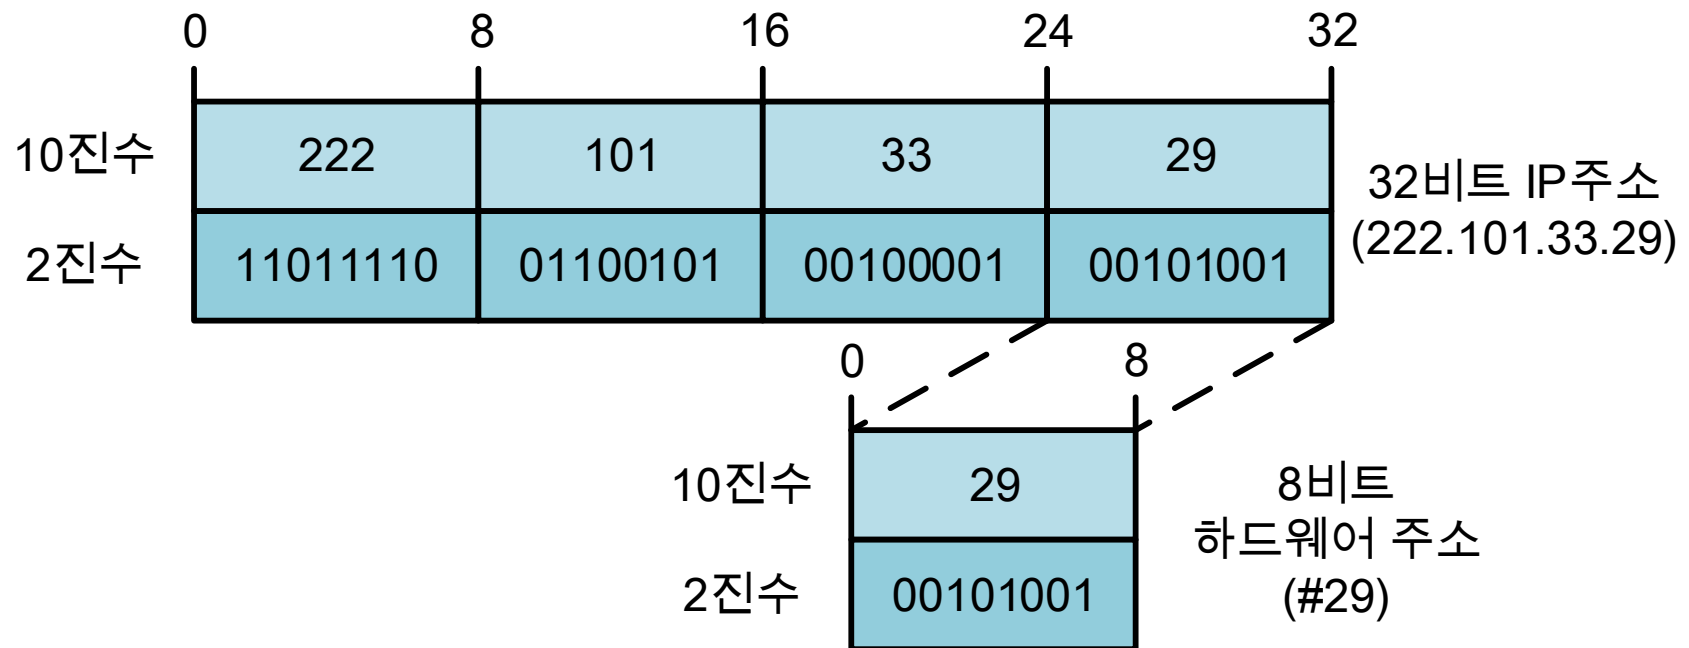 0 8 16 24 32
10진수 222 101 33 29
32비트 IP주소
(222.101.33.29)
2진수 11011110 01100101 00100001 00101001
0 8
10진수 29
8비트
하드웨어 주소
(#29)
2진수 00101001